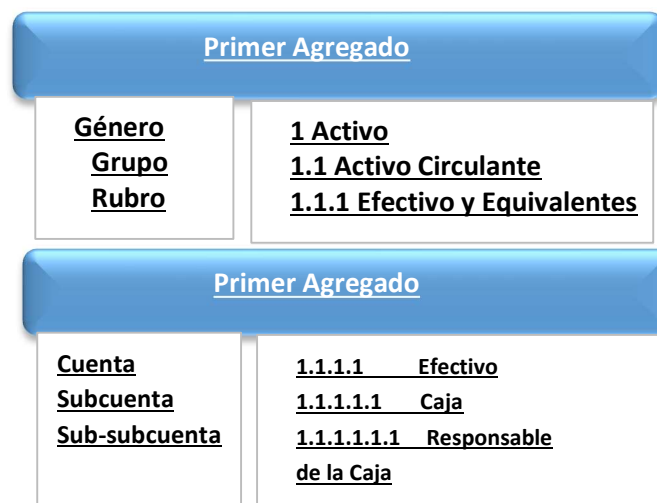 Primer Agregado
Género
Grupo
Rubro
1 Activo
1.1 Activo Circulante
1.1.1 Efectivo y Equivalentes
Primer Agregado
Cuenta
Subcuenta
Sub-subcuenta
1.1.1.1 Efectivo
1.1.1.1.1 Caja
1.1.1.1.1.1 Responsable
de la Caja